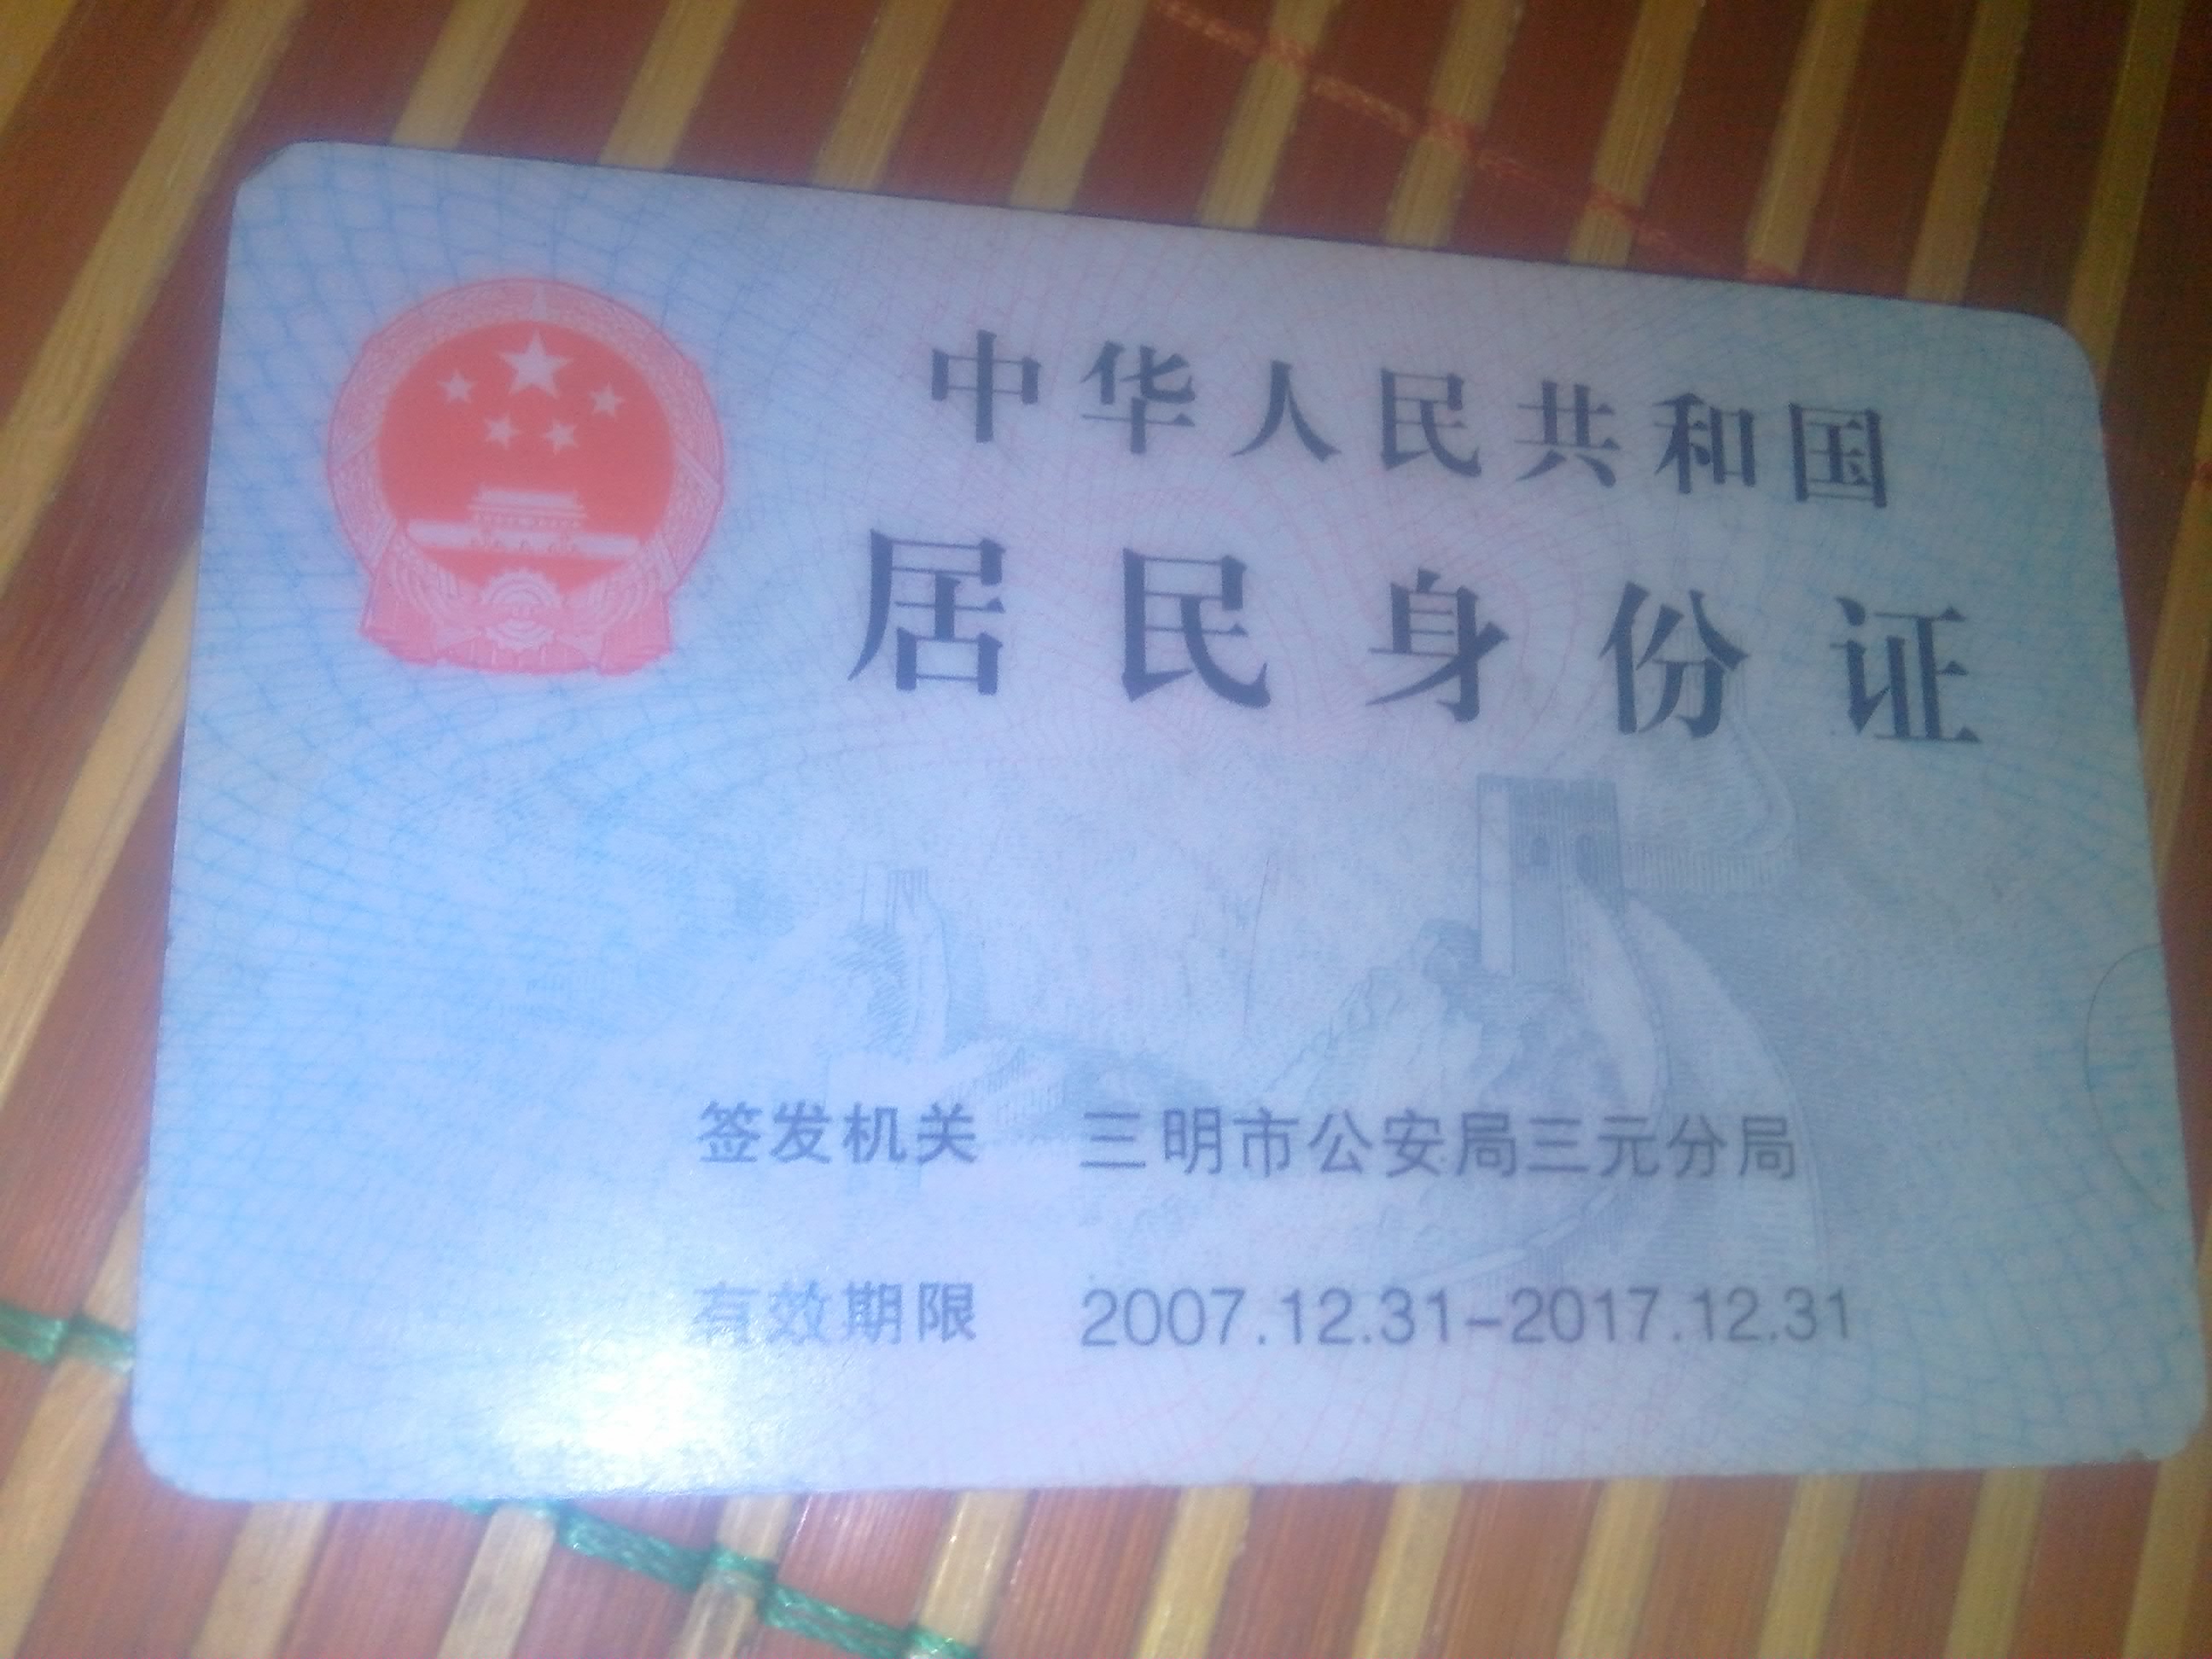 中华人民共和国
居民身份证
签发机关 三明市公安局三元分局
有效期限 2007.12.31-2017.12.31